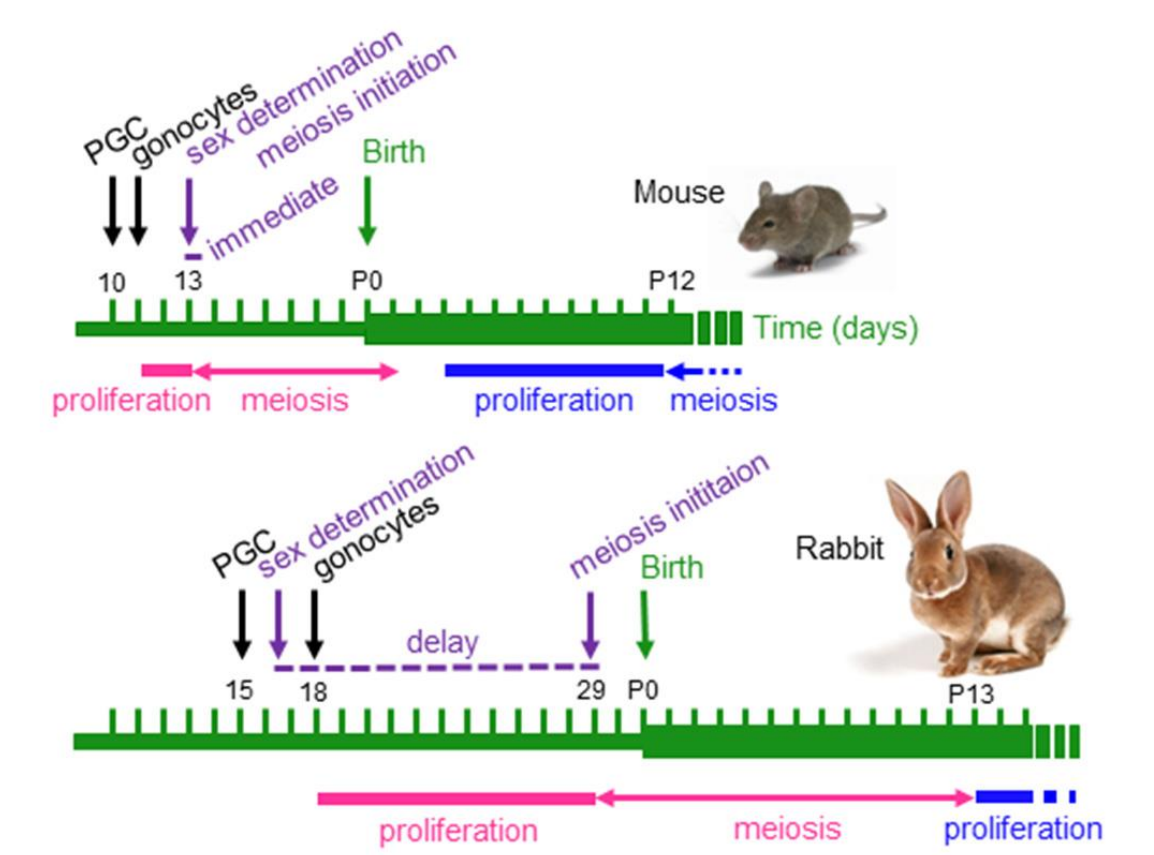 PGC
gonocytes
sex determination
meiosis initiation
immediate
Birth
Mouse
10
13
P0
P12
Time (days)
proliferation
meiosis
proliferation
meiosis
PGC
sex determination
gonocytes
meiosis inititaion
Birth
Rabbit
delay
15
18
29
P0
P13
proliferation
meiosis
proliferation